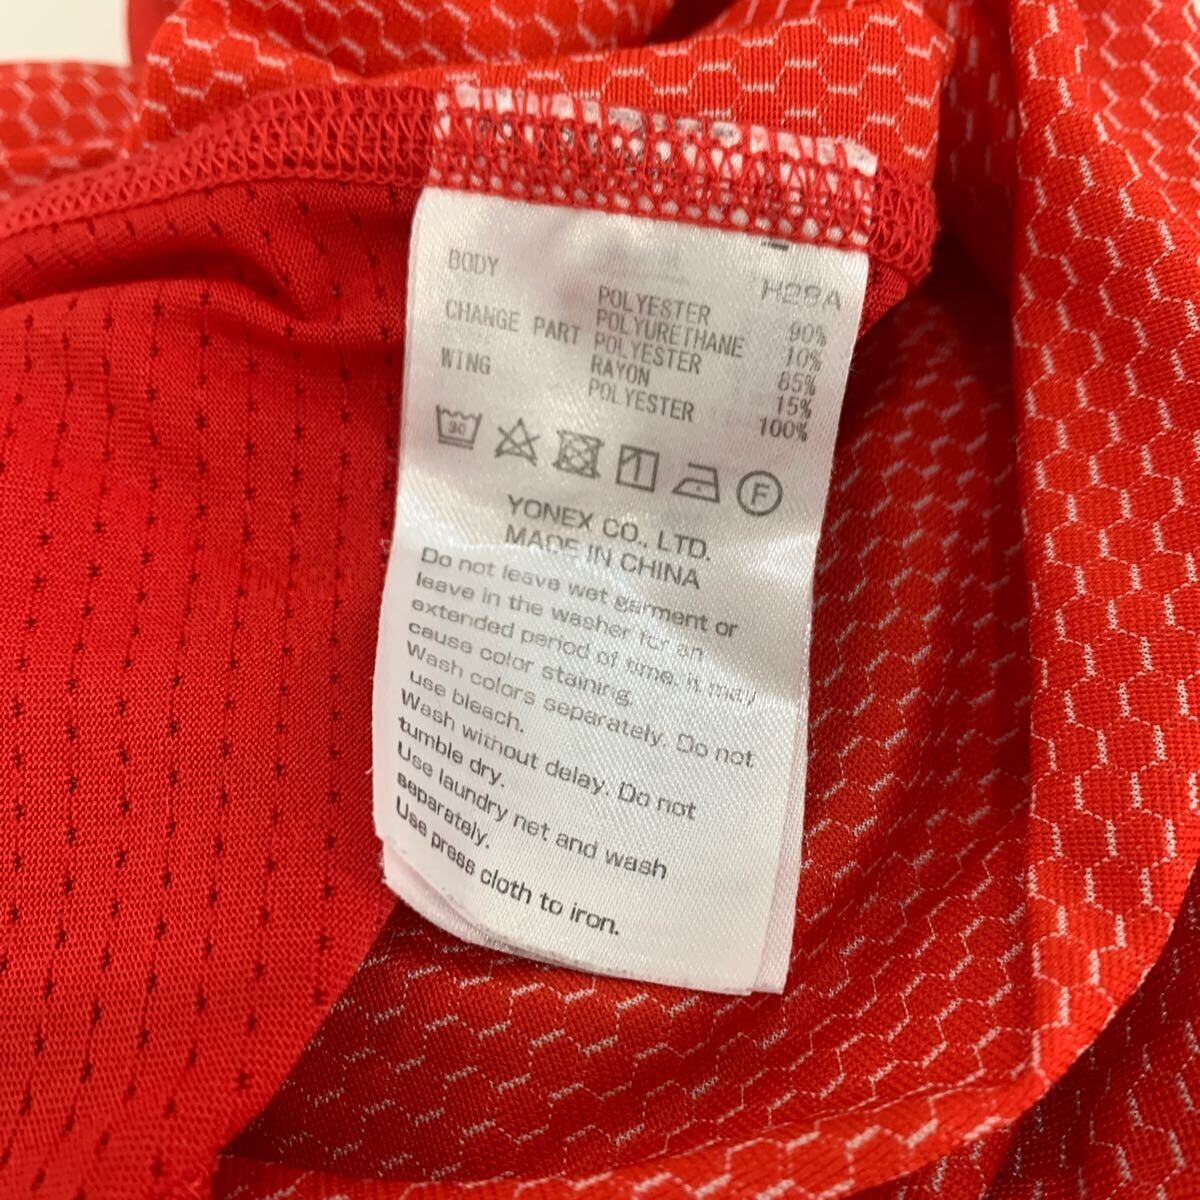 H29A
BODY POLYESTER 90%
POLYURETHANE 10%
CHANGE PART POLYESTER 85%
RAYON 15%
WING POLYESTER 100%
30 F
YONEX CO., LTD.
MADE IN CHINA
Do not leave wet garment or
leave in the washer for an
extended period of time, it may
cause color staining.
Wash colors separately. Do not
use bleach.
Wash without delay. Do not
tumble dry.
Use laundry net and wash
separately.
Use press cloth to iron.